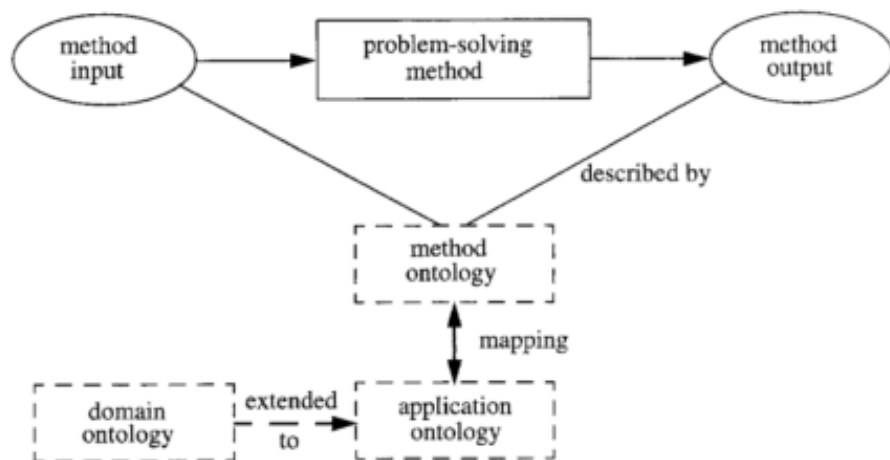 method
input
problem-solving
method
method
output
described by
method
ontology
mapping
domain
ontology
extended
to
application
ontology